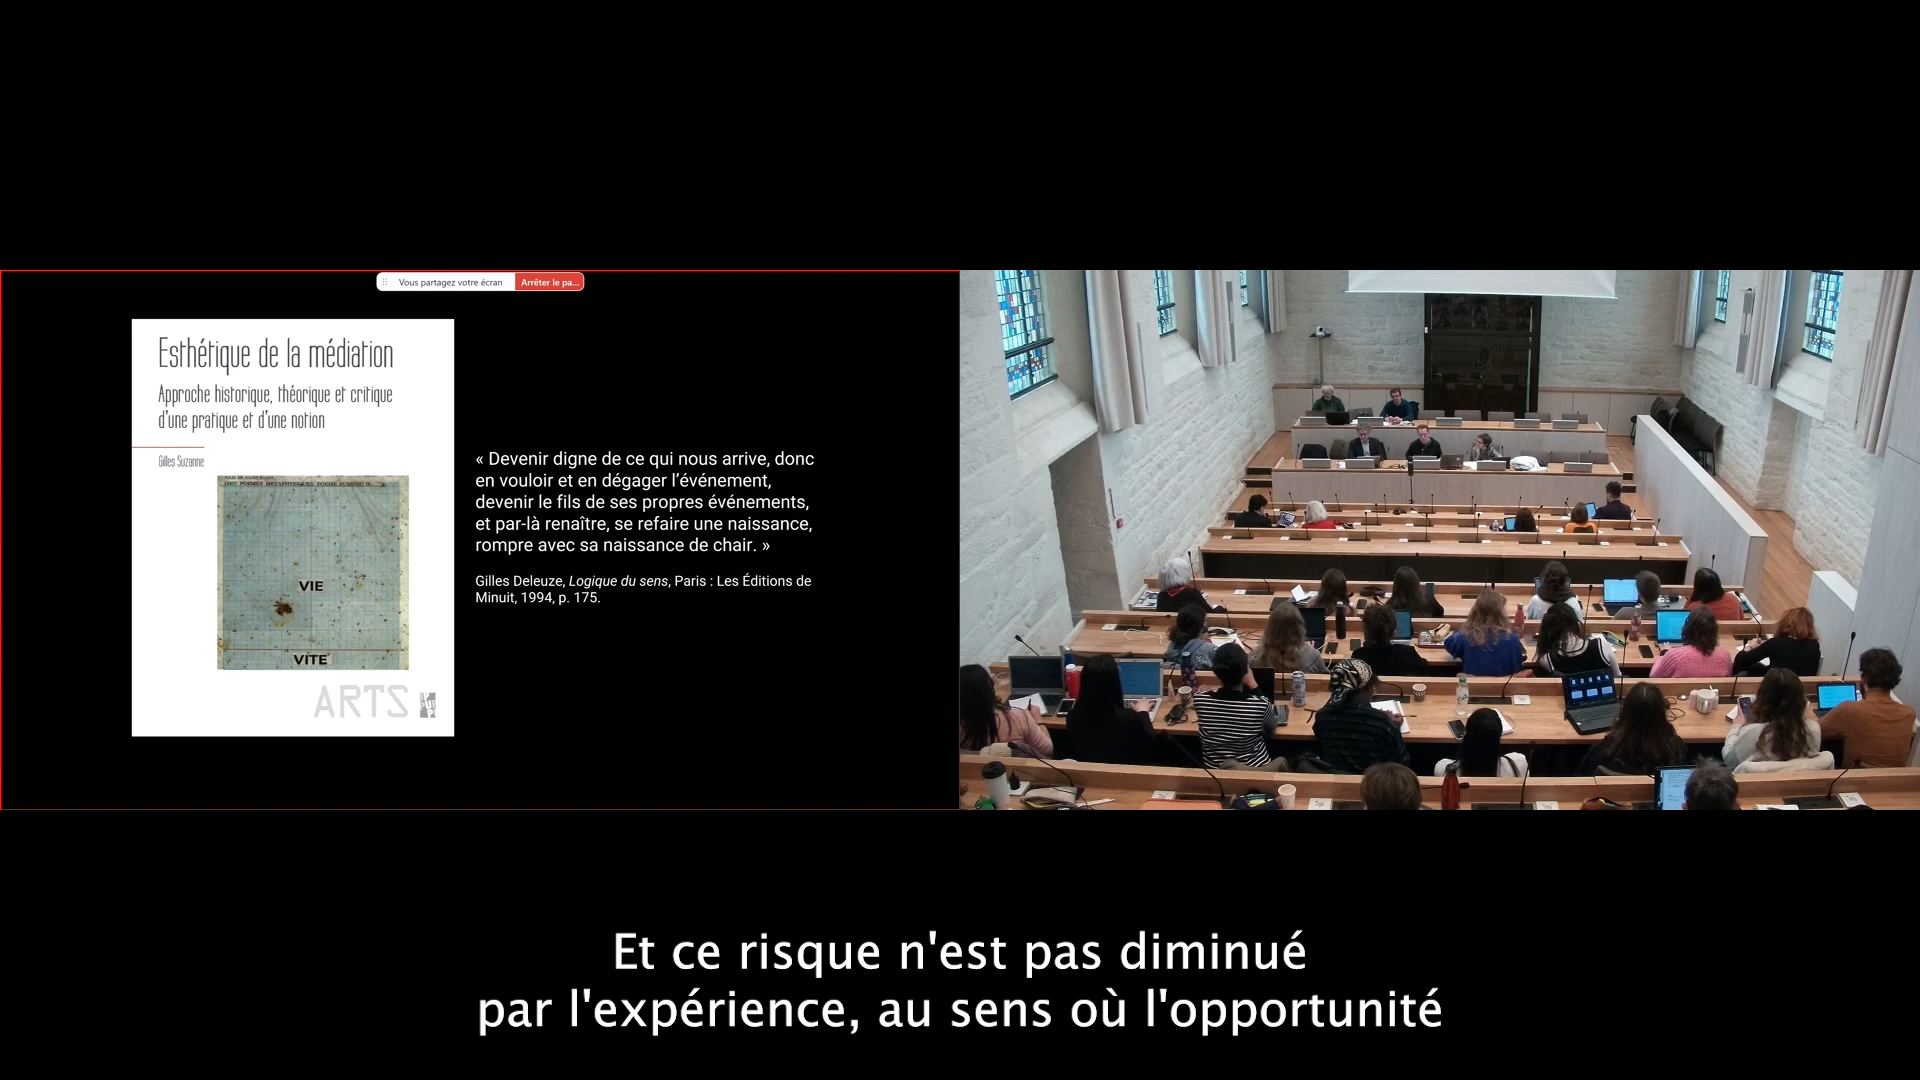 Vous partagez votre écran
Arrêter le pa...
Esthétique de la médiation
Approche historique, théorique et critique
d'une pratique et d'une notion
Gilles Suzanne
POÈME NUMÉRO
VIE
VITE
ARTS
« Devenir digne de ce qui nous arrive, donc
en vouloir et en dégager l'événement,
devenir le fils de ses propres événements,
et par-là renaître, se refaire une naissance,
rompre avec sa naissance de chair. »
Gilles Deleuze, Logique du sens, Paris : Les Éditions de
Minuit, 1994, p. 175.
Et ce risque n'est pas diminué
par l'expérience, au sens où l'opportunité